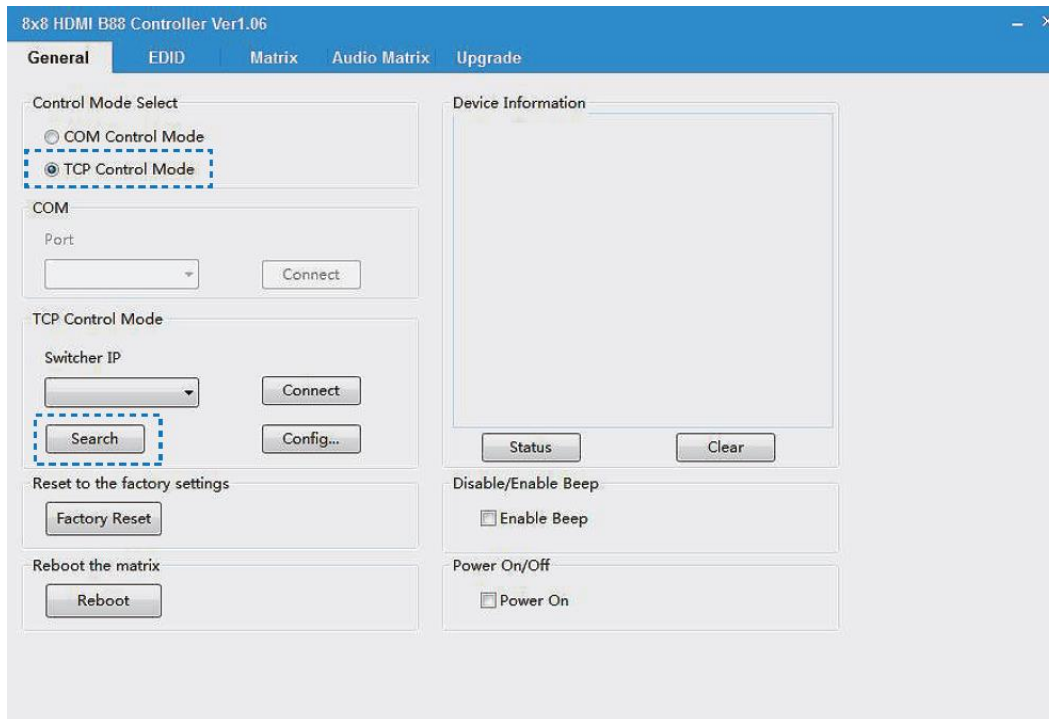 8x8 HDMI B88 Controller Ver1.06
General EDID Matrix Audio Matrix Upgrade
Control Mode Select
COM Control Mode
TCP Control Mode
COM
Port
Connect
TCP Control Mode
Switcher IP
Connect
Search Config...
Reset to the factory settings
Factory Reset
Reboot the matrix
Reboot
Device Information
Status Clear
Disable/Enable Beep
Enable Beep
Power On/Off
Power On